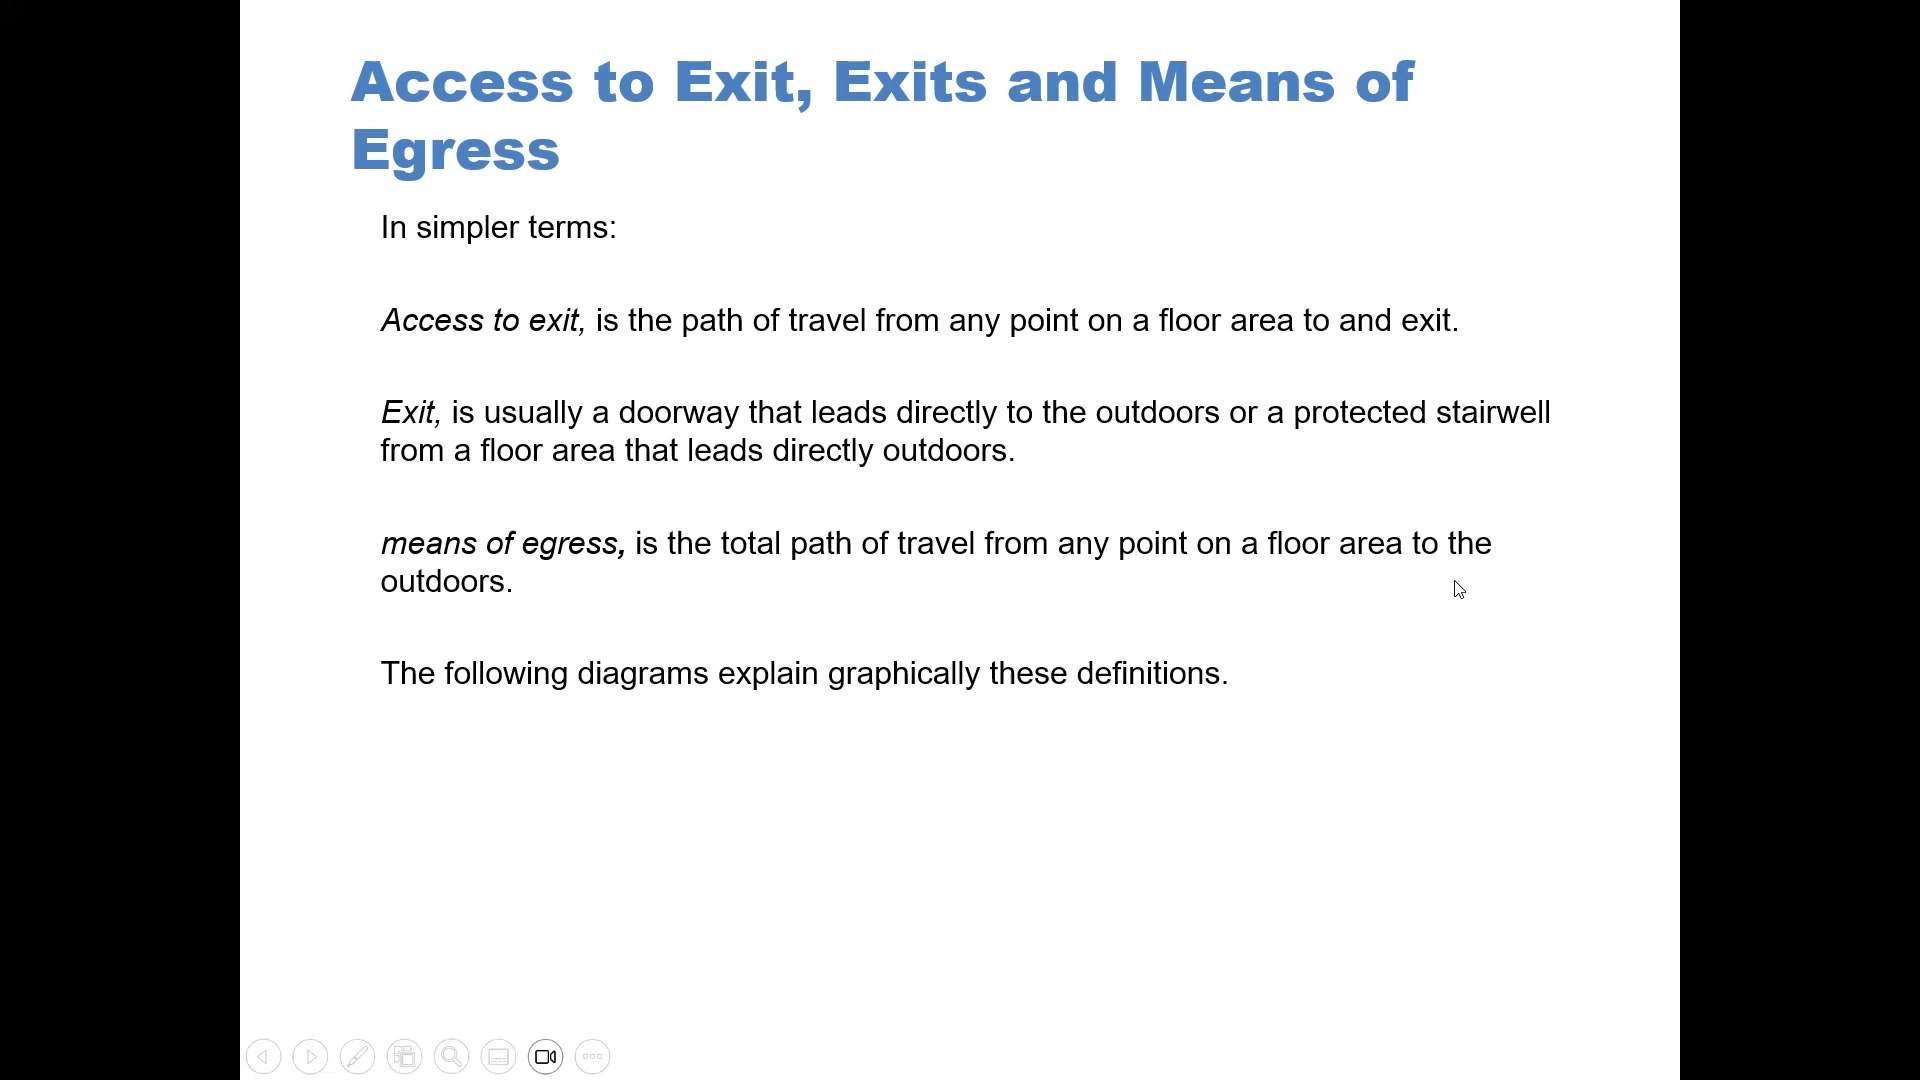 Access to Exit, Exits and Means of
Egress
In simpler terms:
Access to exit, is the path of travel from any point on a floor area to and exit.
Exit, is usually a doorway that leads directly to the outdoors or a protected stairwell
from a floor area that leads directly outdoors.
means of egress, is the total path of travel from any point on a floor area to the
outdoors.
The following diagrams explain graphically these definitions.